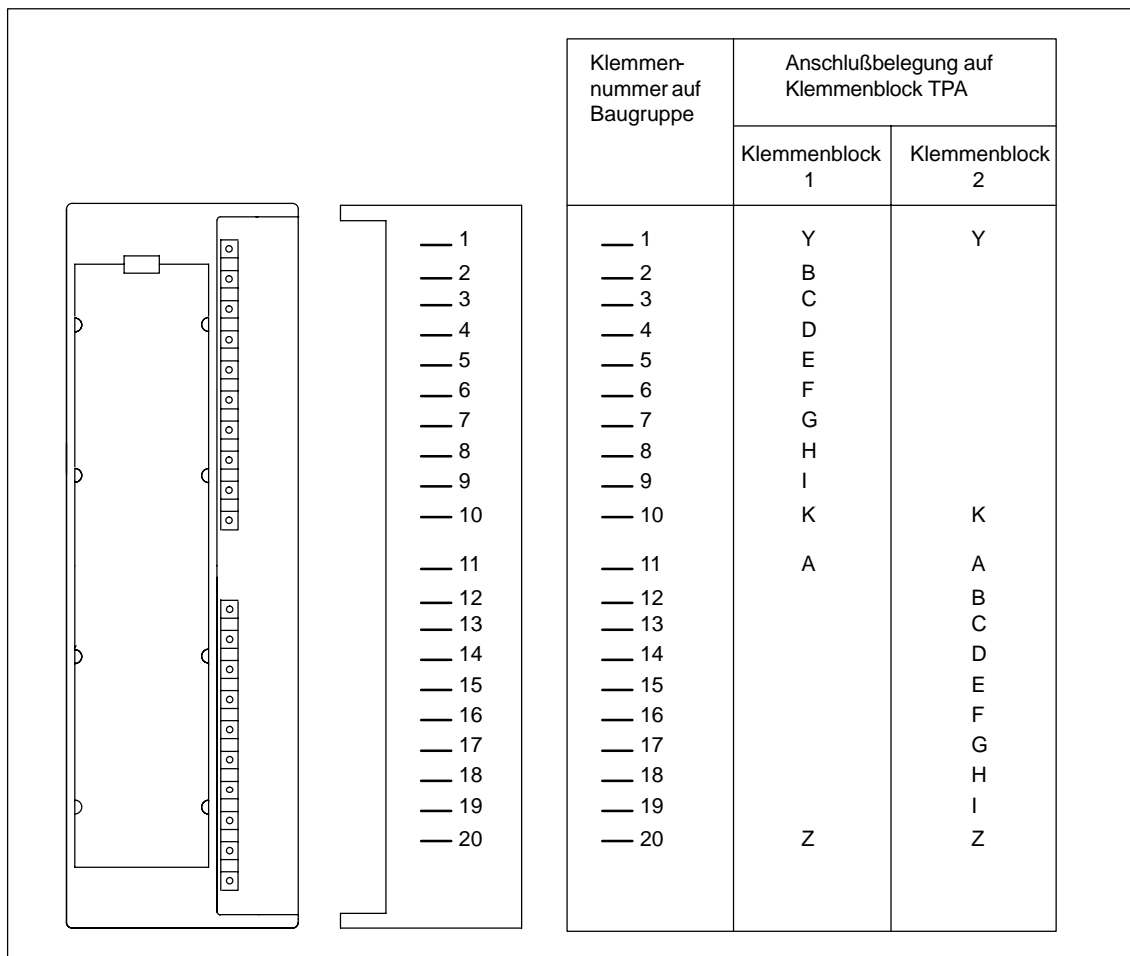 Klemmen-
nummer auf
Baugruppe
Anschlußbelegung auf
Klemmenblock TPA
Klemmenblock
1
Klemmenblock
2
1 1 Y Y
2 2 B
3 3 C
4 4 D
5 5 E
6 6 F
7 7 G
8 8 H
9 9 I
10 10 K K
11 11 A A
12 12 B
13 13 C
14 14 D
15 15 E
16 16 F
17 17 G
18 18 H
19 19 I
20 20 Z Z